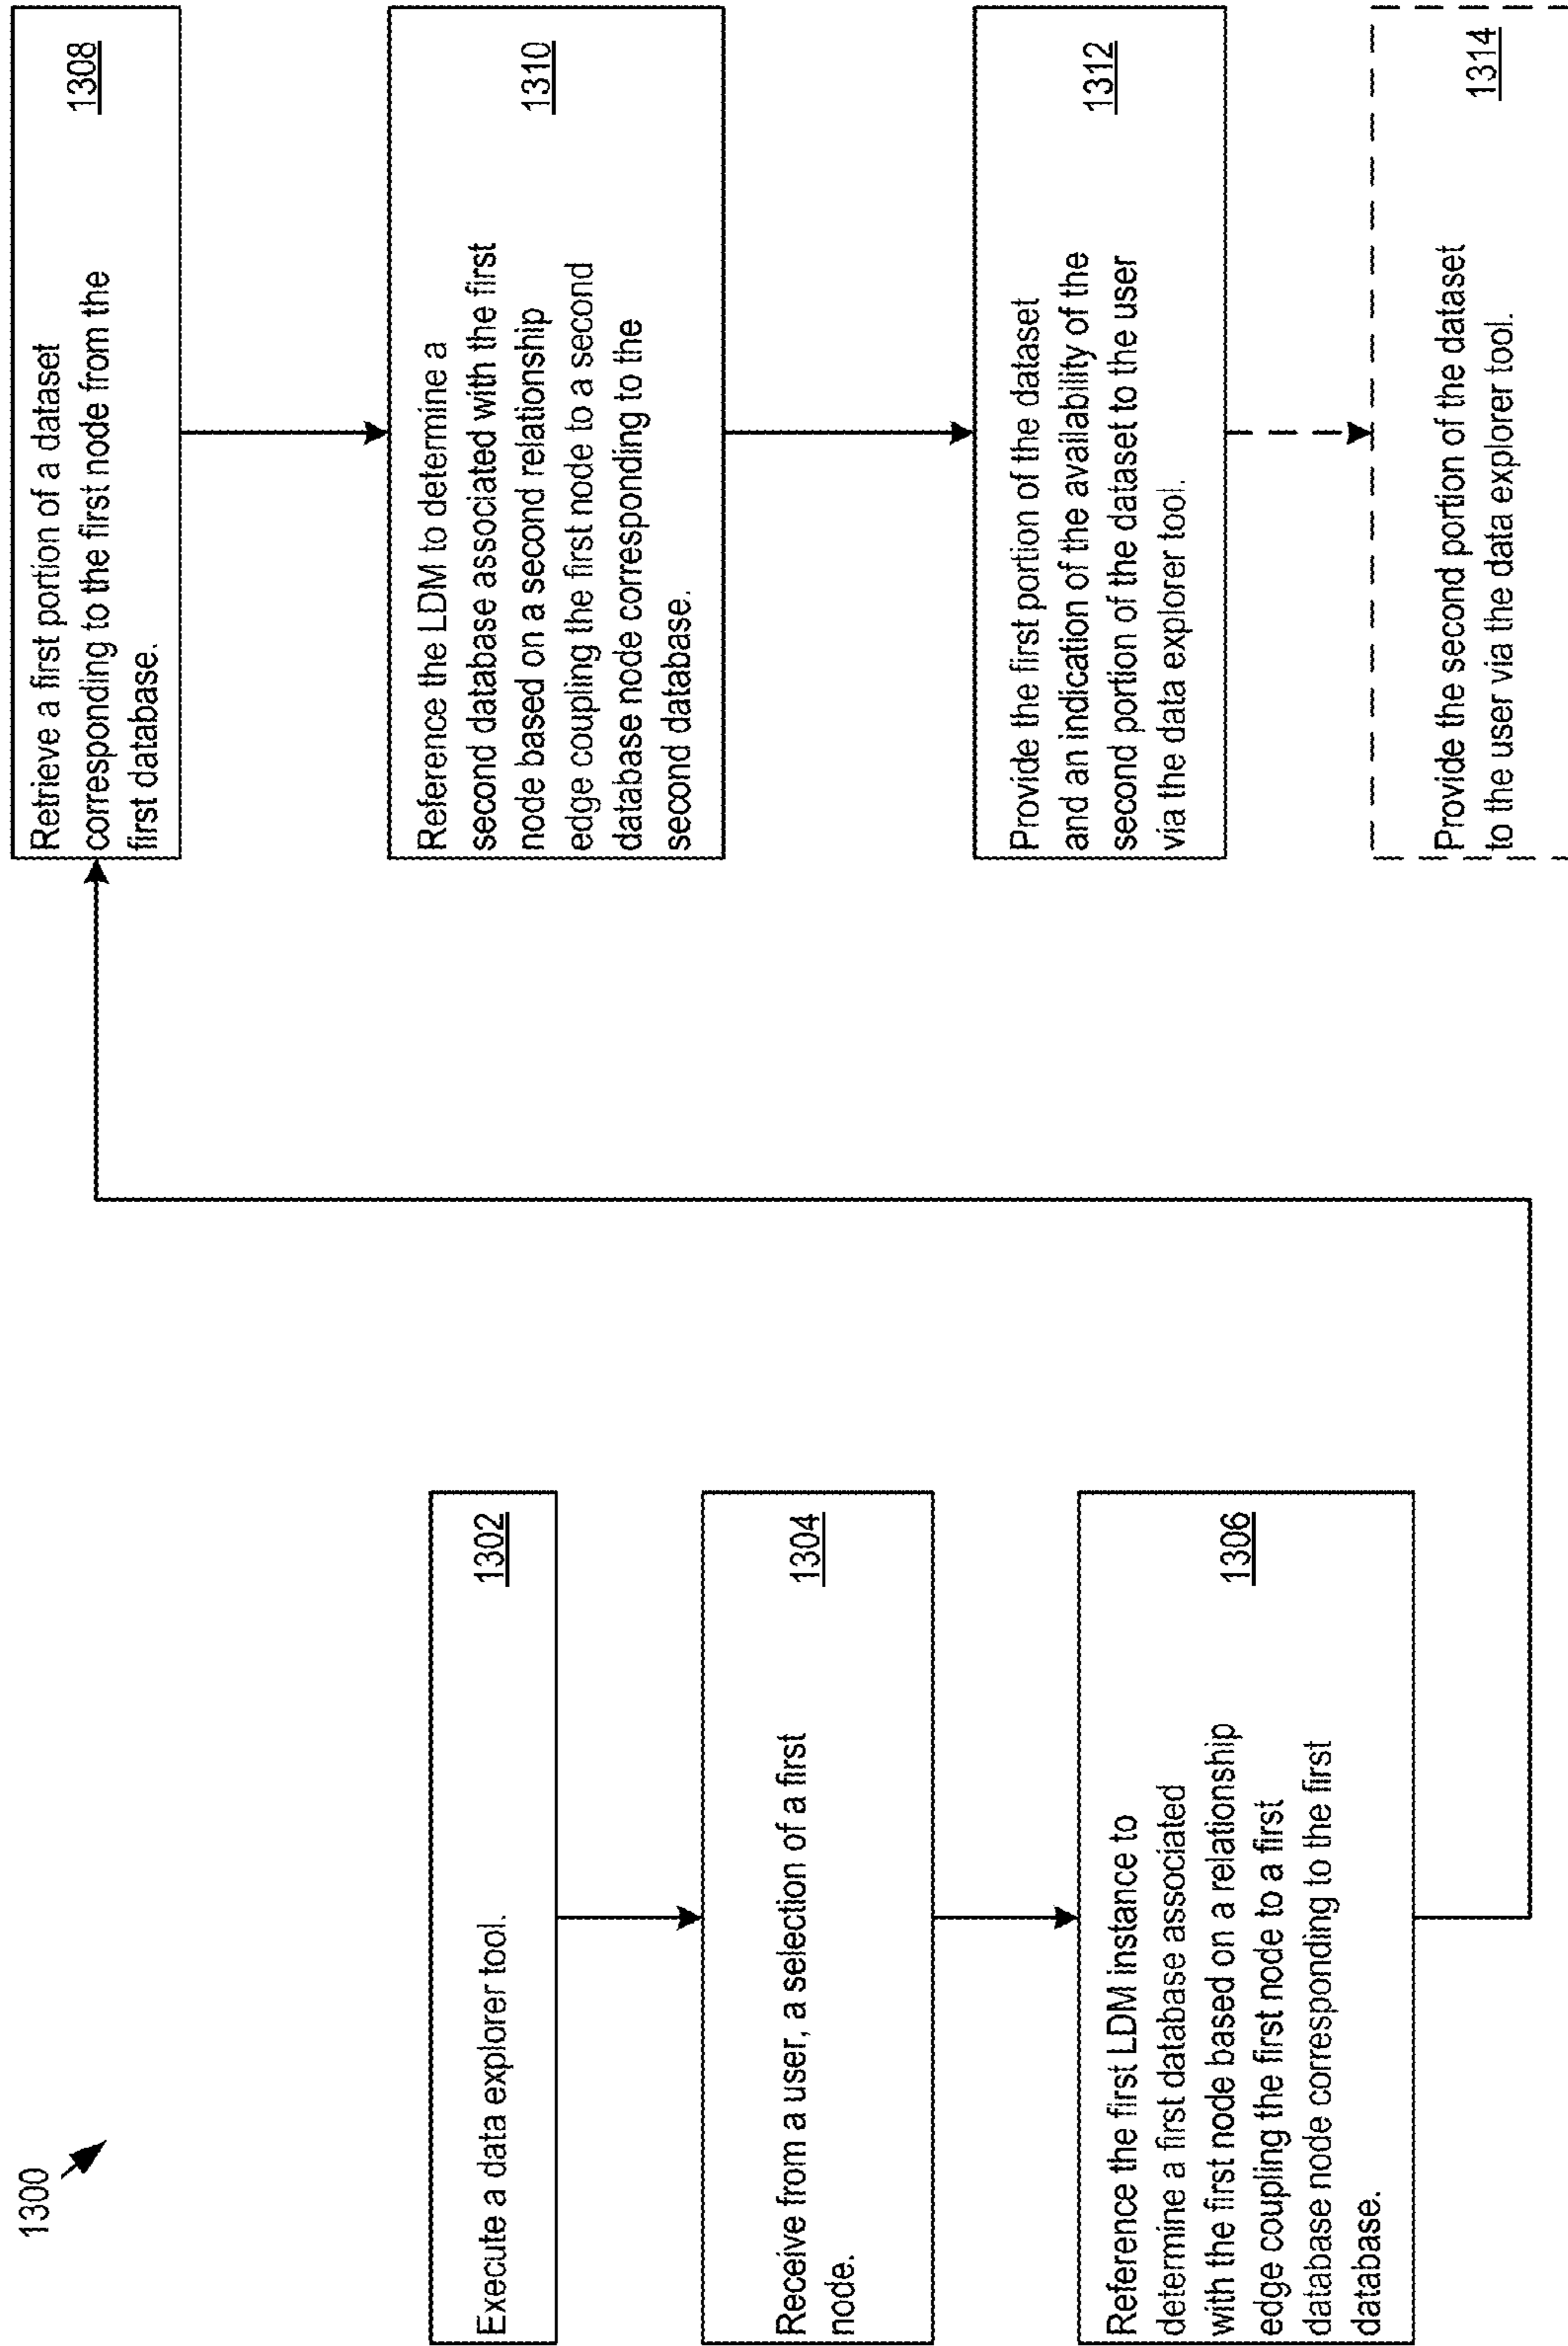 1300
Execute a data explorer tool.
1302
Receive from a user, a selection of a first
node.
1304
Reference the first LDM instance to
determine a first database associated
with the first node based on a relationship
edge coupling the first node to a first
database node corresponding to the first
database.
1306
Retrieve a first portion of a dataset
corresponding to the first node from the
first database.
1308
Reference the LDM to determine a
second database associated with the first
node based on a second relationship
edge coupling the first node to a second
database node corresponding to the
second database.
1310
Provide the first portion of the dataset
and an indication of the availability of the
second portion of the dataset to the user
via the data explorer tool.
1312
Provide the second portion of the dataset
to the user via the data explorer tool.
1314